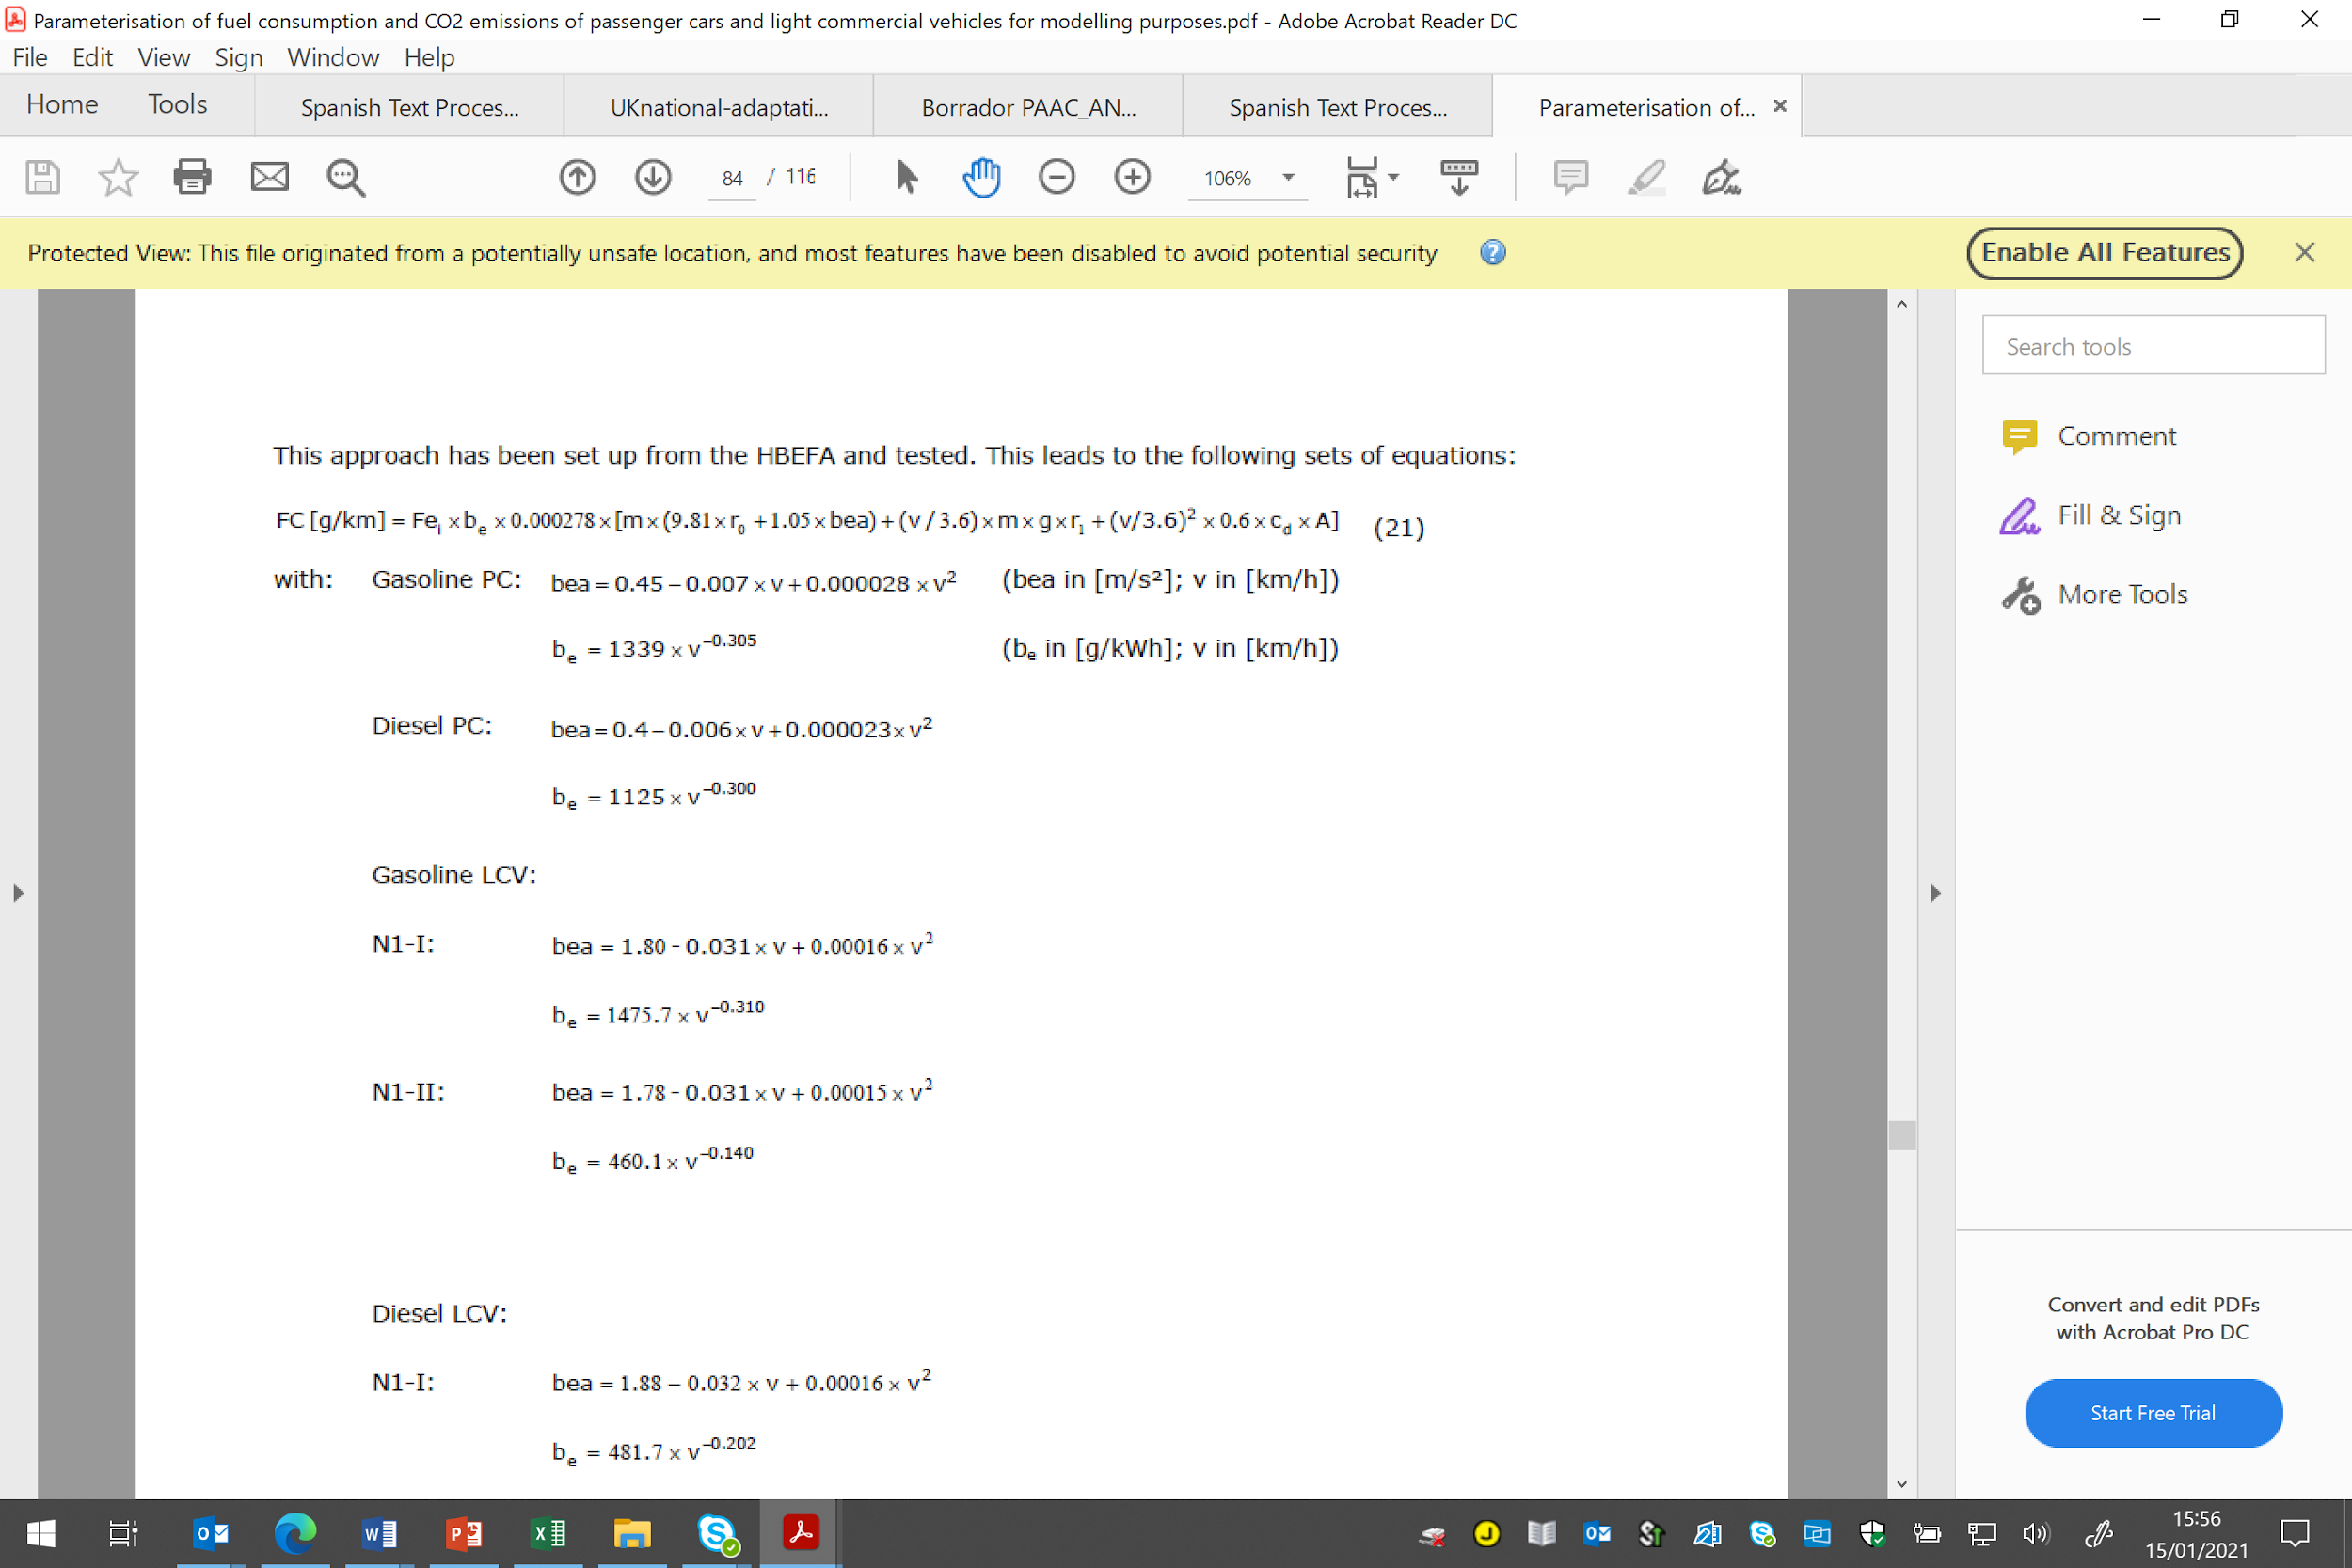 Parameterisation of fuel consumption and CO2 emissions of passenger cars and light commercial vehicles for modelling purposes.pdf - Adobe Acrobat Reader DC
File Edit View Sign Window Help
Home Tools Spanish Text Proces... UKnational-adaptati... Borrador PAAC_AN... Spanish Text Proces... Parameterisation of...
84 / 116 106%
Protected View: This file originated from a potentially unsafe location, and most features have been disabled to avoid potential security Enable All Features
Search tools
Comment
Fill & Sign
More Tools
This approach has been set up from the HBEFA and tested. This leads to the following sets of equations:
FC [g/km] = Fe_i × b_e × 0.000278 × [m × (9.81 × r_0 + 1.05 × bea) + (v / 3.6) × m × g × r_1 + (v/3.6)² × 0.6 × c_d × A] (21)
with: Gasoline PC: bea = 0.45 – 0.007 × v + 0.000028 × v² (bea in [m/s²]; v in [km/h])
b_e = 1339 × v^–0.305 (b_e in [g/kWh]; v in [km/h])
Diesel PC: bea = 0.4 – 0.006 × v + 0.000023 × v²
b_e = 1125 × v^–0.300
Gasoline LCV:
N1-I: bea = 1.80 - 0.031 × v + 0.00016 × v²
b_e = 1475.7 × v^–0.310
N1-II: bea = 1.78 - 0.031 × v + 0.00015 × v²
b_e = 460.1 × v^–0.140
Diesel LCV:
N1-I: bea = 1.88 – 0.032 × v + 0.00016 × v²
b_e = 481.7 × v^–0.202
Convert and edit PDFs
with Acrobat Pro DC
Start Free Trial
15:56
15/01/2021